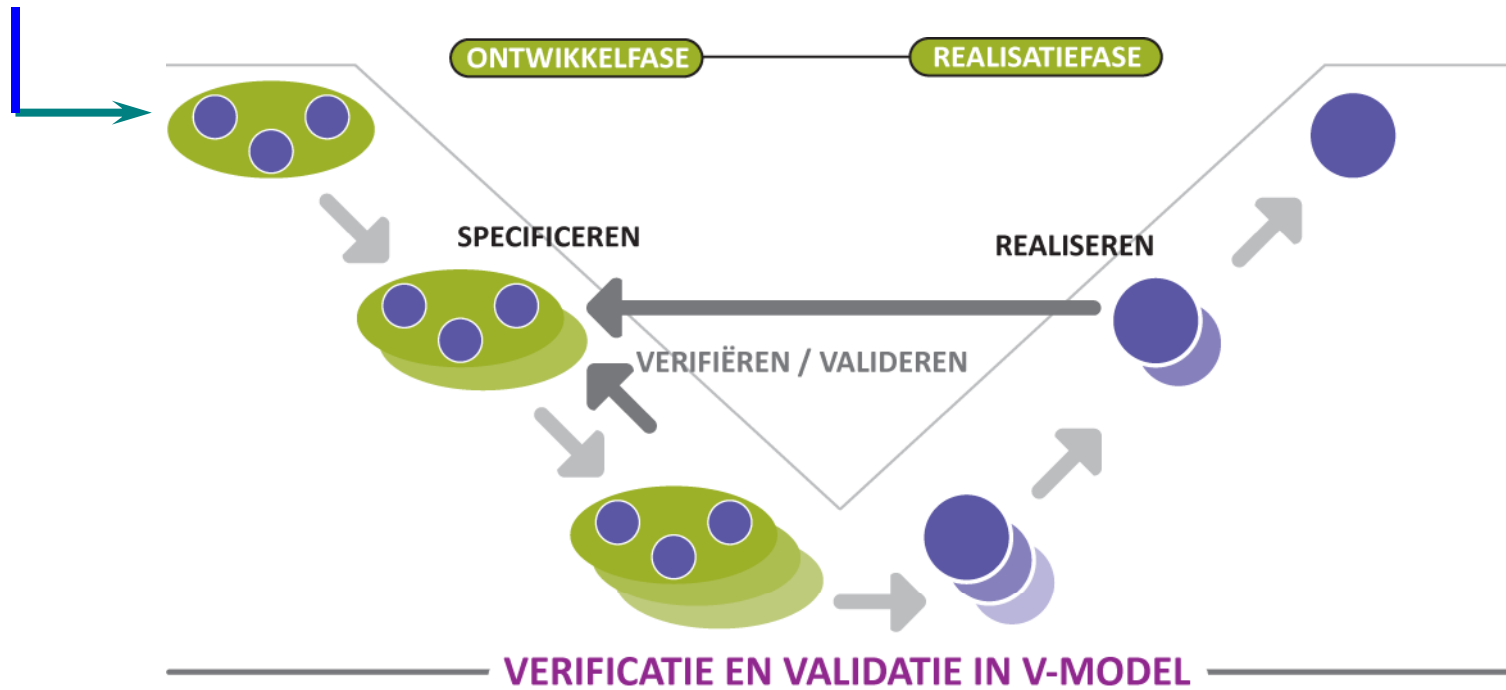 ONTWIKKELFASE
REALISATIEFASE
SPECIFICEREN
REALISEREN
VERIFIËREN / VALIDEREN
VERIFICATIE EN VALIDATIE IN V-MODEL